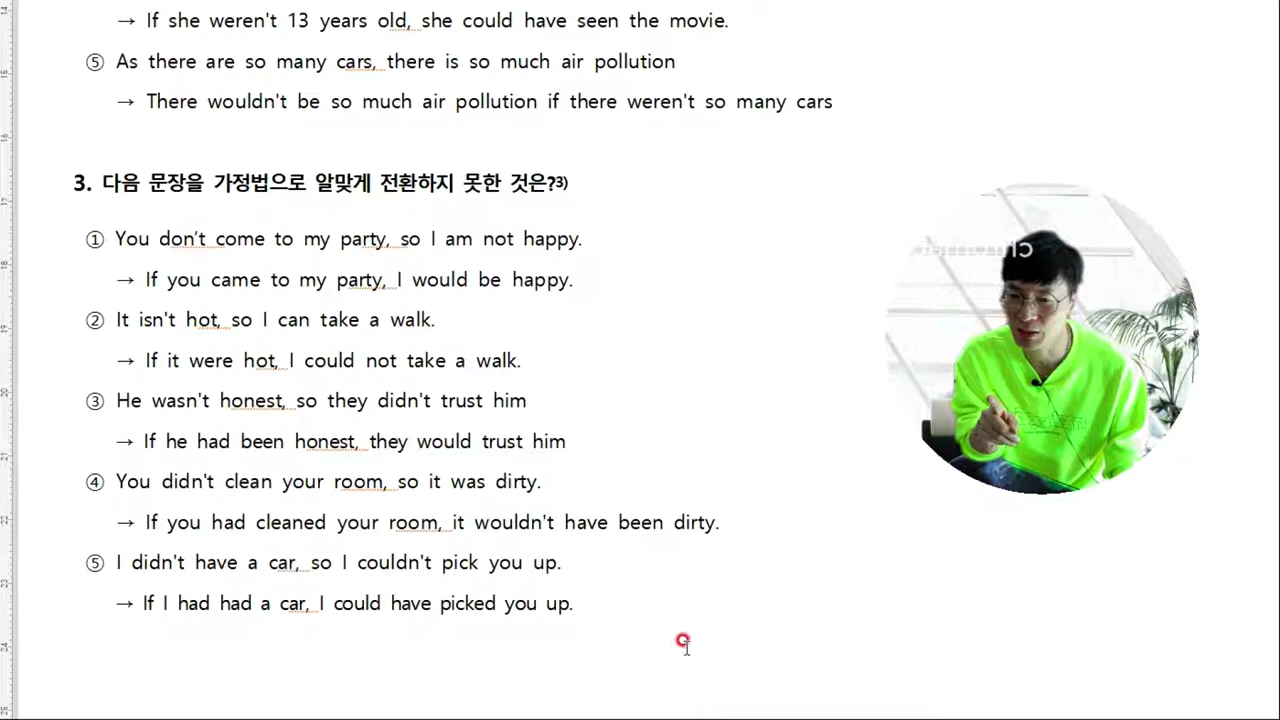 → If she weren't 13 years old, she could have seen the movie.
⑤ As there are so many cars, there is so much air pollution
→ There wouldn't be so much air pollution if there weren't so many cars
3. 다음 문장을 가정법으로 알맞게 전환하지 못한 것은?3)
① You don't come to my party, so I am not happy.
→ If you came to my party, I would be happy.
② It isn't hot, so I can take a walk.
→ If it were hot, I could not take a walk.
③ He wasn't honest, so they didn't trust him
→ If he had been honest, they would trust him
④ You didn't clean your room, so it was dirty.
→ If you had cleaned your room, it wouldn't have been dirty.
⑤ I didn't have a car, so I couldn't pick you up.
→ If I had had a car, I could have picked you up.